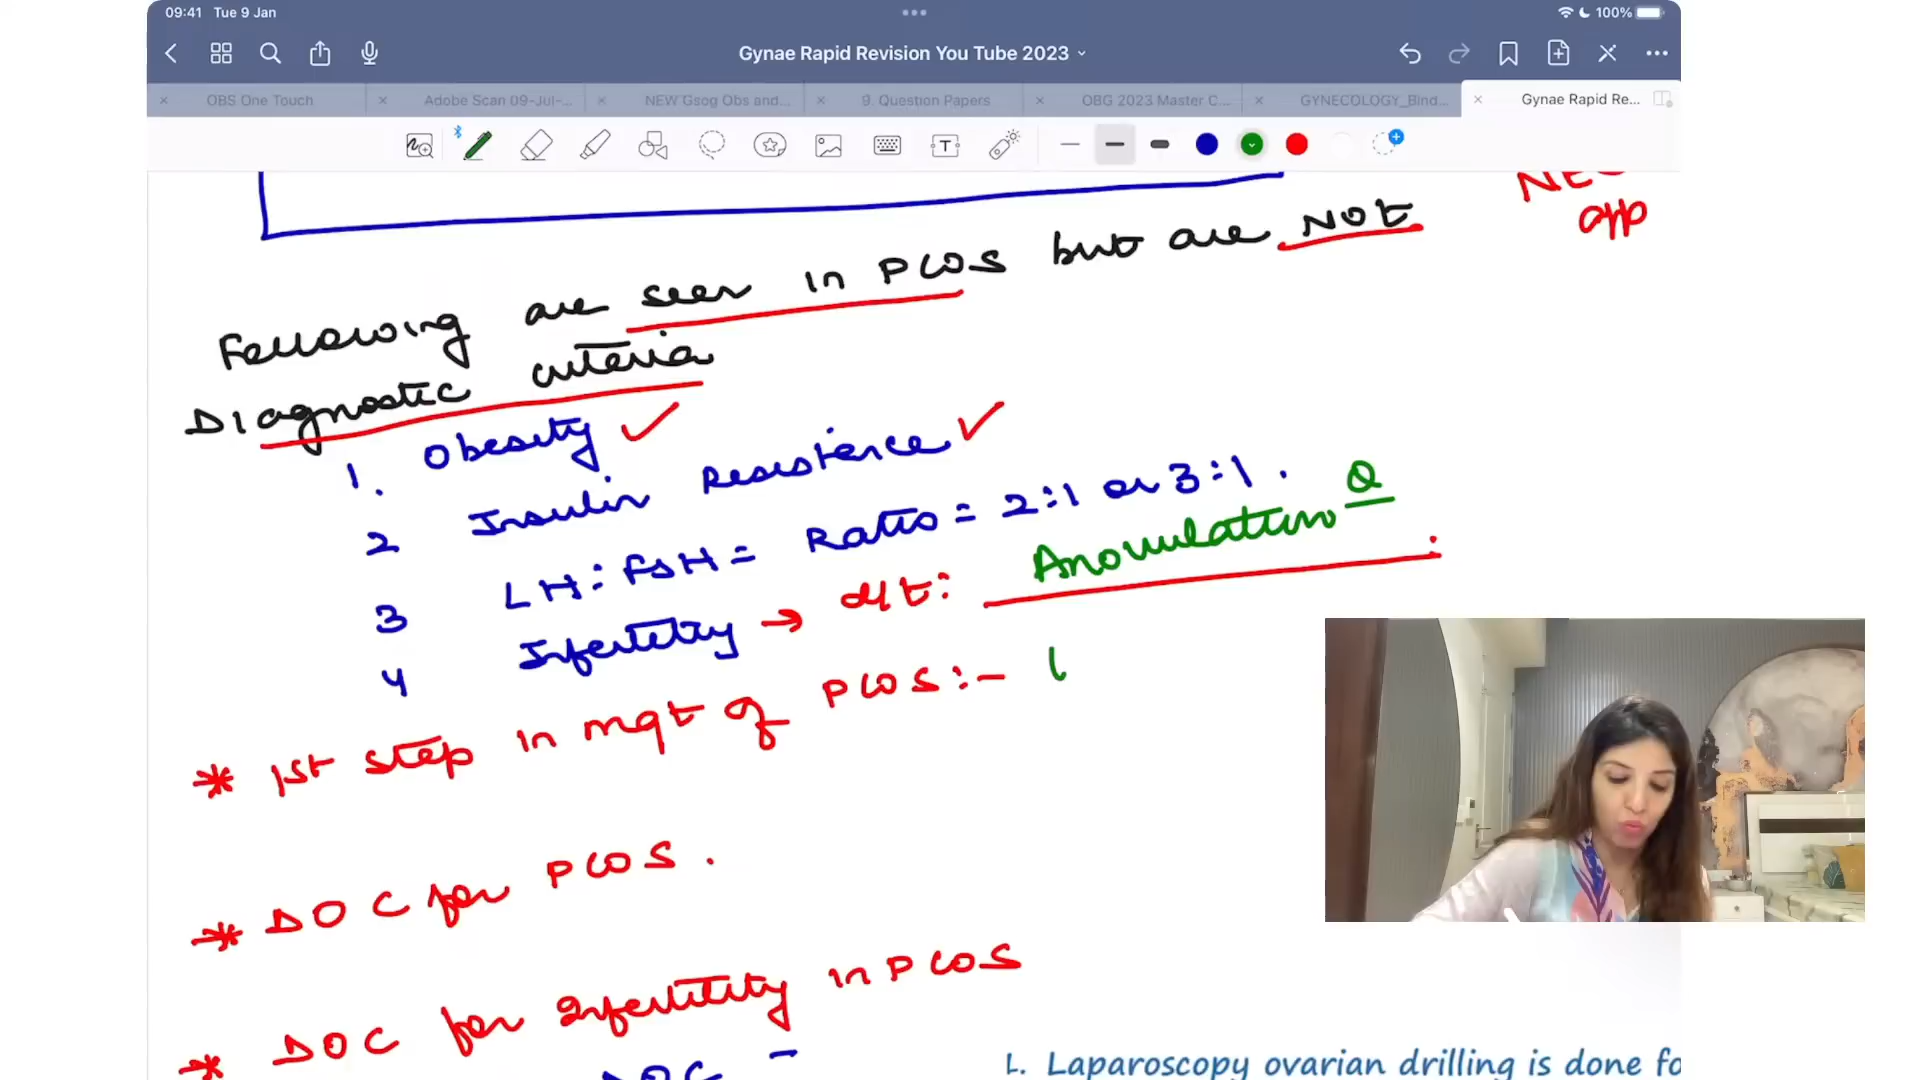 09:41 Tue 9 Jan
100%
Gynae Rapid Revision You Tube 2023
OBS One Touch
Adobe Scan 09-Jul-...
NEW Gsog Obs and...
9. Question Papers
OBG 2023 Master C...
GYNECOLOGY_Bind...
Gynae Rapid Re...
app
Following are seen in PCOS but are NOT
Diagnostic criteria
1. Obesity ✓
2 Insulin Resistence ✓
3 LH:FSH = Ratio = 2:1 or 3:1.
4 Infertility → d/t: Anovulation Q
* 1st step in mgt of PCOS:-
* DOC for PCOS.
* DOC for Infertility in PCOS
DOC
L. Laparoscopy ovarian drilling is done fo